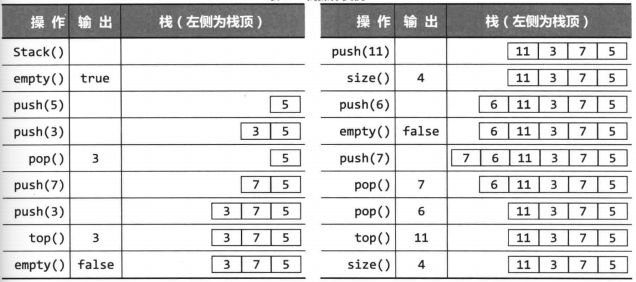 操作 输出 栈（左侧为栈顶）
Stack()
empty() true
push(5) 5
push(3) 3 5
pop() 3 5
push(7) 7 5
push(3) 3 7 5
top() 3 3 7 5
empty() false 3 7 5
操作 输出 栈（左侧为栈顶）
push(11) 11 3 7 5
size() 4 11 3 7 5
push(6) 6 11 3 7 5
empty() false 6 11 3 7 5
push(7) 7 6 11 3 7 5
pop() 7 6 11 3 7 5
pop() 6 11 3 7 5
top() 11 11 3 7 5
size() 4 11 3 7 5